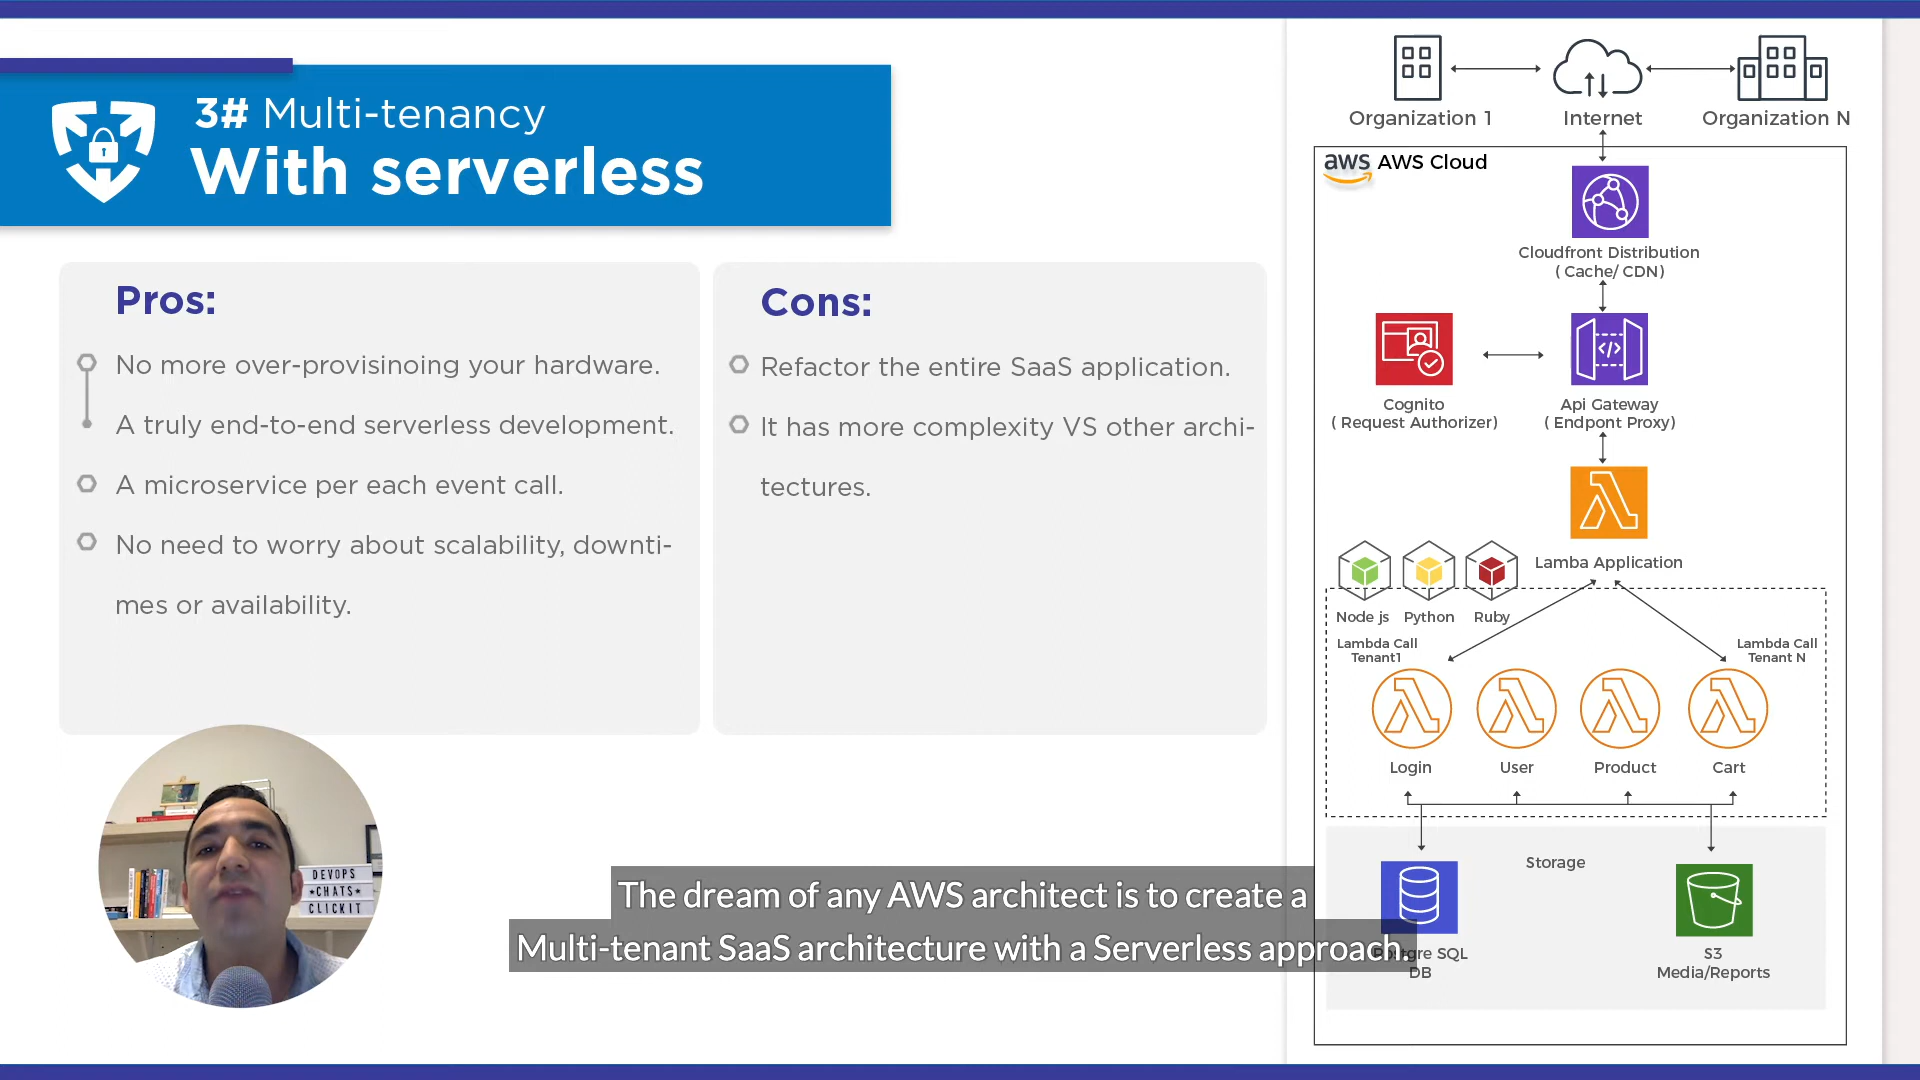 3# Multi-tenancy
With serverless
Pros:
No more over-provisinoing your hardware.
A truly end-to-end serverless development.
A microservice per each event call.
No need to worry about scalability, downti-
mes or availability.
Cons:
Refactor the entire SaaS application.
It has more complexity VS other archi-
tectures.
Organization 1
Internet
Organization N
aws AWS Cloud
Cloudfront Distribution
( Cache/ CDN)
Cognito
( Request Authorizer)
Api Gateway
( Endpont Proxy)
Lamba Application
Node js
Python
Ruby
Lambda Call
Tenant1
Lambda Call
Tenant N
Login
User
Product
Cart
Storage
Postgre SQL
DB
S3
Media/Reports
DEVOPS
★CHATS★
CLICKIT
The dream of any AWS architect is to create a
Multi-tenant SaaS architecture with a Serverless approach.